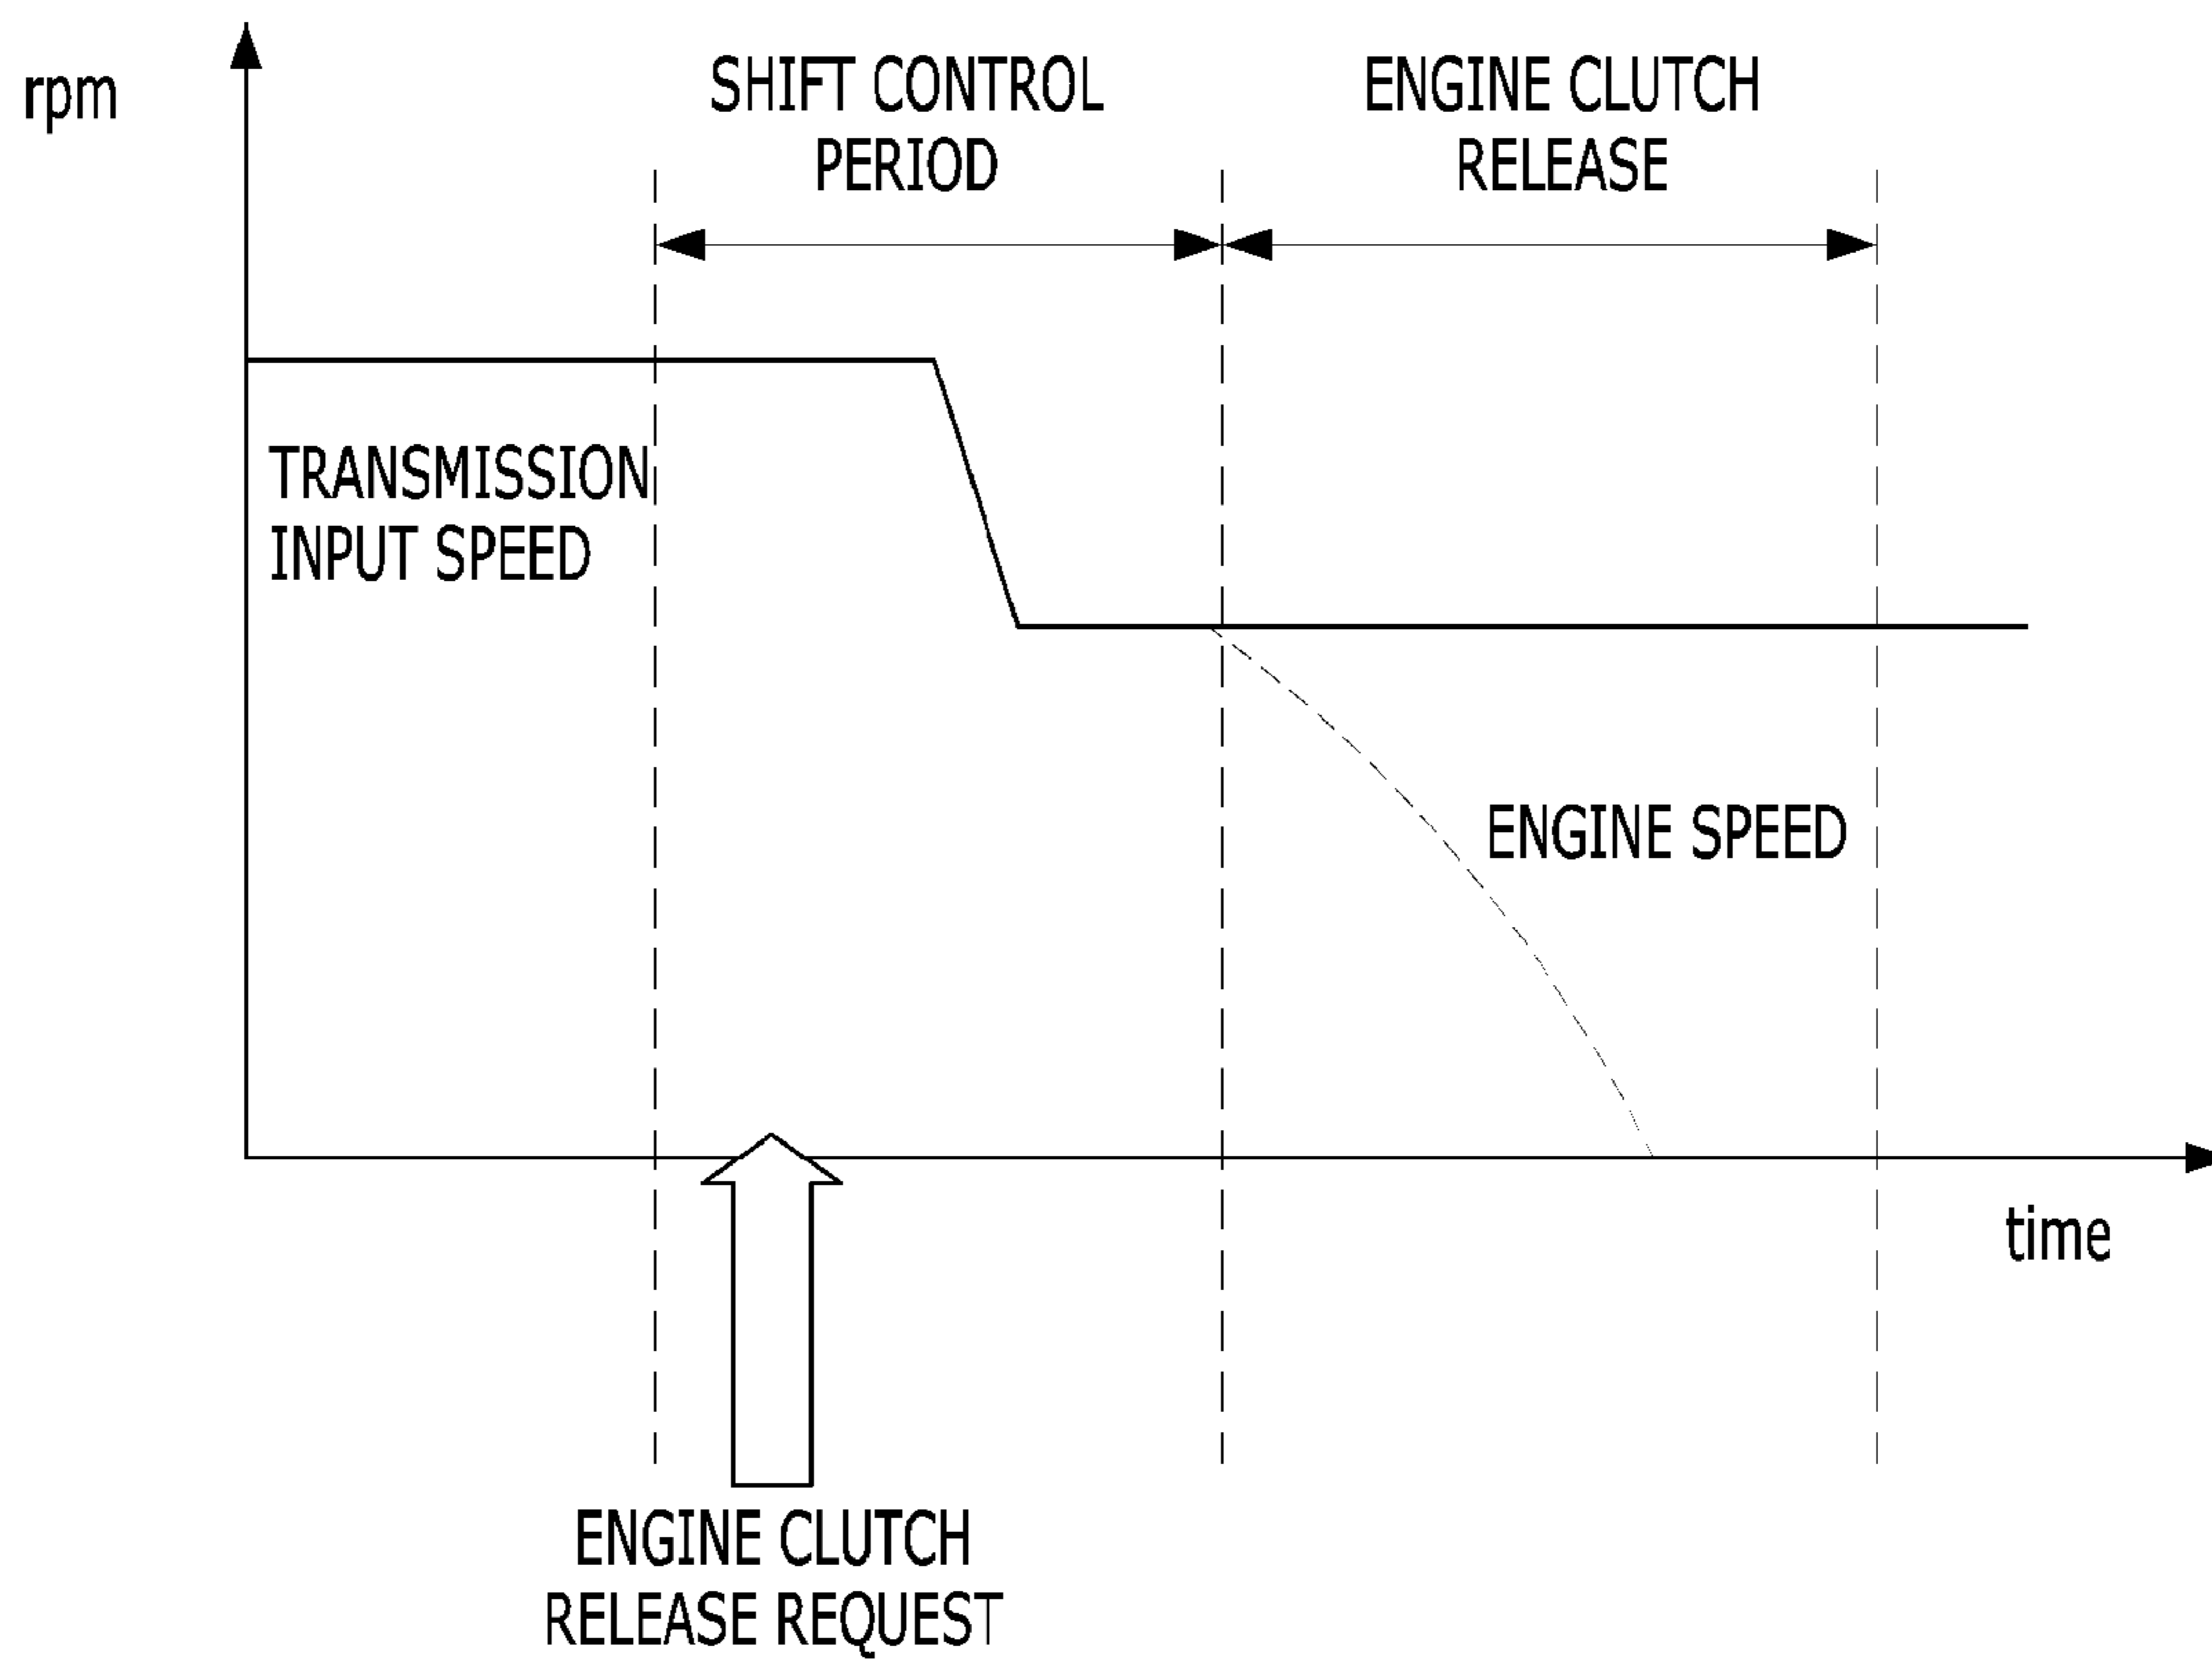 rpm
SHIFT CONTROL
PERIOD
ENGINE CLUTCH
RELEASE
TRANSMISSION
INPUT SPEED
ENGINE SPEED
time
ENGINE CLUTCH
RELEASE REQUEST